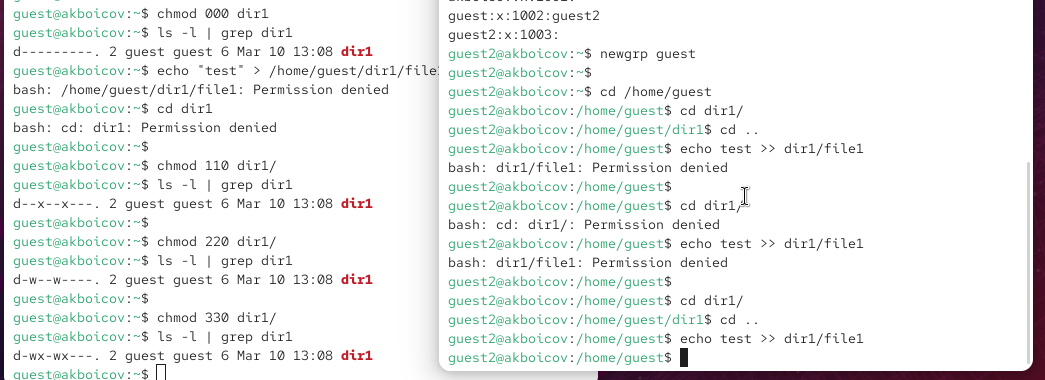 guest@akboicov:~$ chmod 000 dir1
guest@akboicov:~$ ls -l | grep dir1
d---------. 2 guest guest 6 Mar 10 13:08 dir1
guest@akboicov:~$ echo "test" > /home/guest/dir1/file
bash: /home/guest/dir1/file1: Permission denied
guest@akboicov:~$ cd dir1
bash: cd: dir1: Permission denied
guest@akboicov:~$
guest@akboicov:~$ chmod 110 dir1/
guest@akboicov:~$ ls -l | grep dir1
d--x--x---. 2 guest guest 6 Mar 10 13:08 dir1
guest@akboicov:~$
guest@akboicov:~$ chmod 220 dir1/
guest@akboicov:~$ ls -l | grep dir1
d-w--w----. 2 guest guest 6 Mar 10 13:08 dir1
guest@akboicov:~$
guest@akboicov:~$ chmod 330 dir1/
guest@akboicov:~$ ls -l | grep dir1
d-wx-wx---. 2 guest guest 6 Mar 10 13:08 dir1
guest@akboicov:~$
guest:x:1002:guest2
guest2:x:1003:
guest2@akboicov:~$ newgrp guest
guest2@akboicov:~$
guest2@akboicov:~$ cd /home/guest
guest2@akboicov:/home/guest$ cd dir1/
guest2@akboicov:/home/guest/dir1$ cd ..
guest2@akboicov:/home/guest$ echo test >> dir1/file1
bash: dir1/file1: Permission denied
guest2@akboicov:/home/guest$
guest2@akboicov:/home/guest$ cd dir1/
bash: cd: dir1/: Permission denied
guest2@akboicov:/home/guest$ echo test >> dir1/file1
bash: dir1/file1: Permission denied
guest2@akboicov:/home/guest$
guest2@akboicov:/home/guest$ cd dir1/
guest2@akboicov:/home/guest/dir1$ cd ..
guest2@akboicov:/home/guest$ echo test >> dir1/file1
guest2@akboicov:/home/guest$